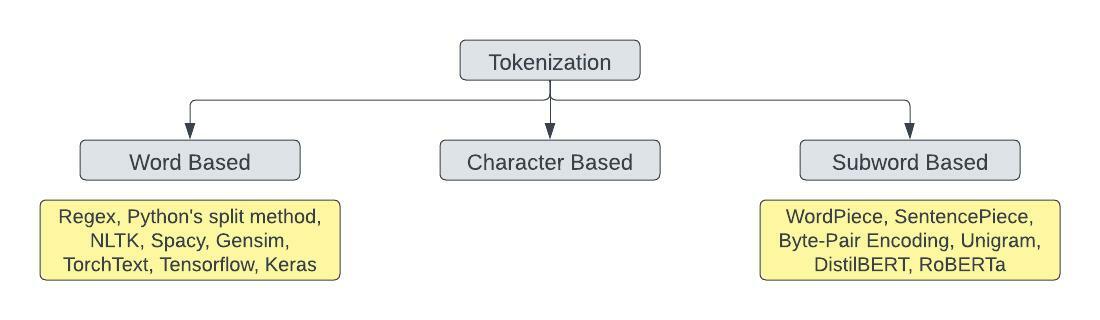 Tokenization
Word Based
Character Based
Subword Based
Regex, Python's split method,
NLTK, Spacy, Gensim,
TorchText, Tensorflow, Keras
WordPiece, SentencePiece,
Byte-Pair Encoding, Unigram,
DistilBERT, RoBERTa